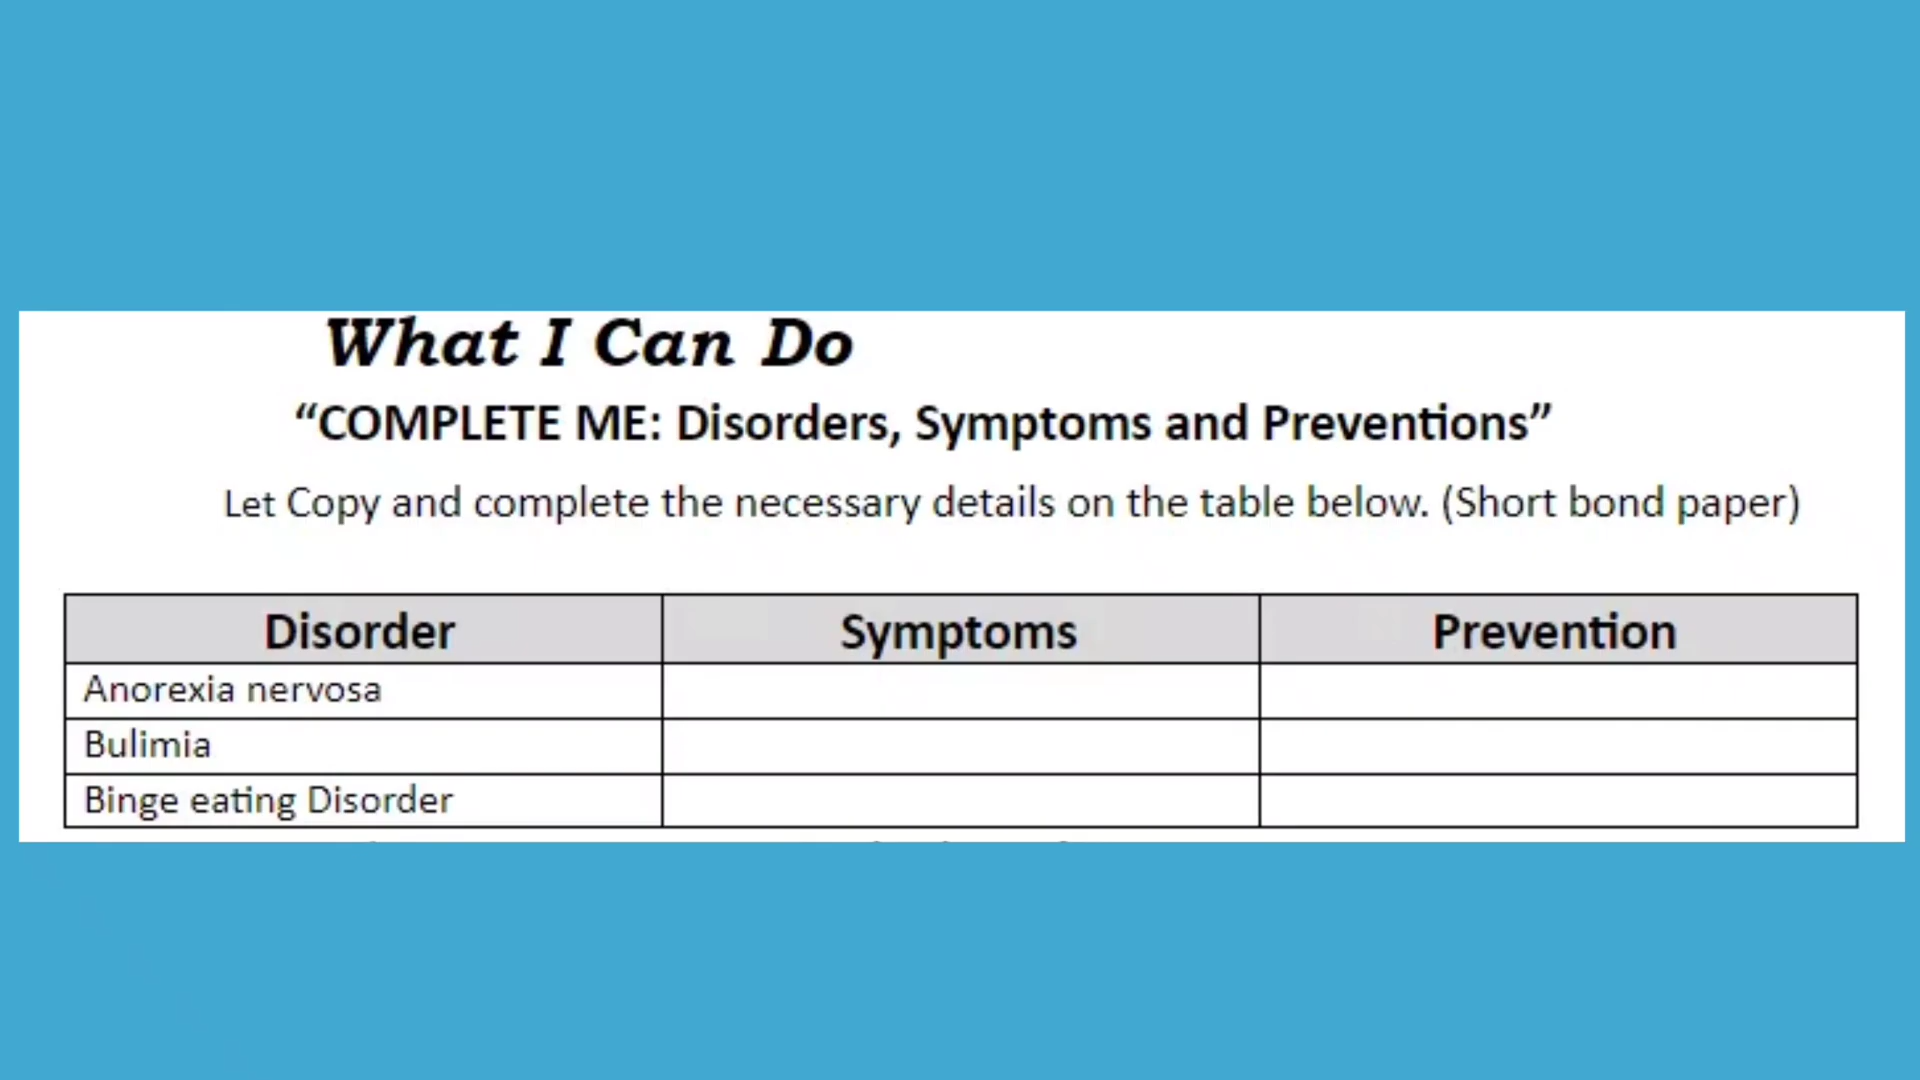 What I Can Do
“COMPLETE ME: Disorders, Symptoms and Preventions”
Let Copy and complete the necessary details on the table below. (Short bond paper)
Disorder Symptoms Prevention
Anorexia nervosa
Bulimia
Binge eating Disorder